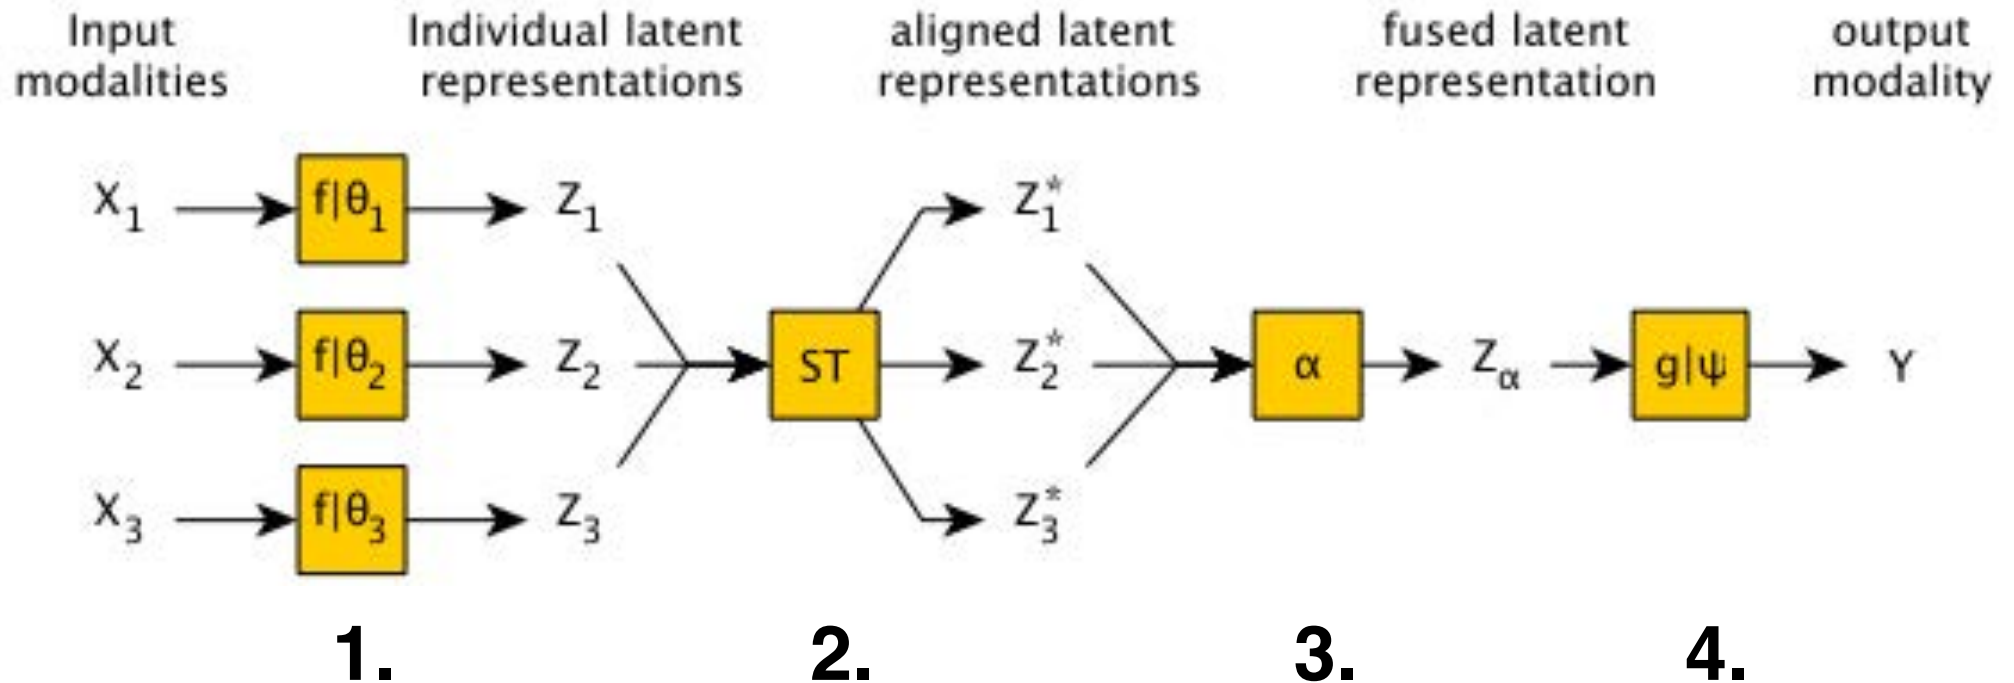 Input
modalities
Individual latent
representations
aligned latent
representations
fused latent
representation
output
modality
X₁
f|θ₁
Z₁
Z₁*
X₂
f|θ₂
Z₂
ST
Z₂*
α
Zα
g|ψ
Y
X₃
f|θ₃
Z₃
Z₃*
1.
2.
3.
4.